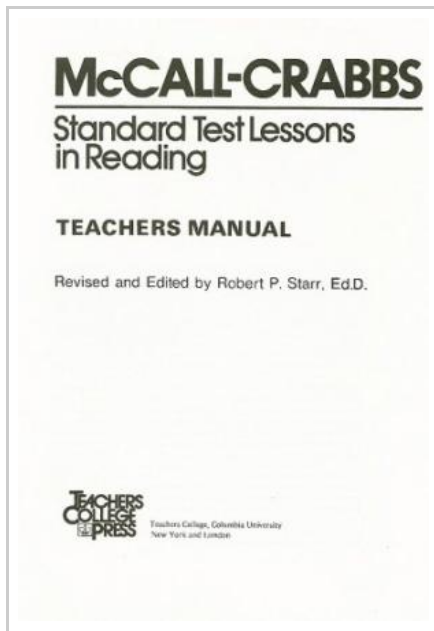 McCALL-CRABBS
Standard Test Lessons
in Reading
TEACHERS MANUAL
Revised and Edited by Robert P. Starr, Ed.D.
TEACHERS
COLLEGE
PRESS
Teachers College, Columbia University
New York and London